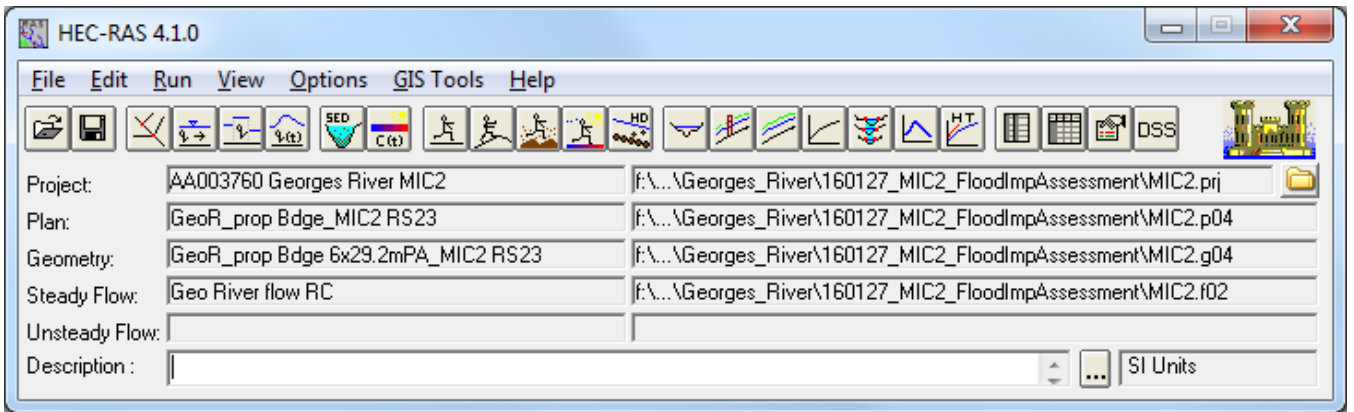 HEC-RAS 4.1.0
File Edit Run View Options GIS Tools Help
SED C(t) HD HT DSS
Project: AA003760 Georges River MIC2 f:\...\Georges_River\160127_MIC2_FloodImpAssessment\MIC2.prj
Plan: GeoR_prop Bdge_MIC2 RS23 f:\...\Georges_River\160127_MIC2_FloodImpAssessment\MIC2.p04
Geometry: GeoR_prop Bdge 6x29.2mPA_MIC2 RS23 f:\...\Georges_River\160127_MIC2_FloodImpAssessment\MIC2.g04
Steady Flow: Geo River flow RC f:\...\Georges_River\160127_MIC2_FloodImpAssessment\MIC2.f02
Unsteady Flow:
Description : ... SI Units